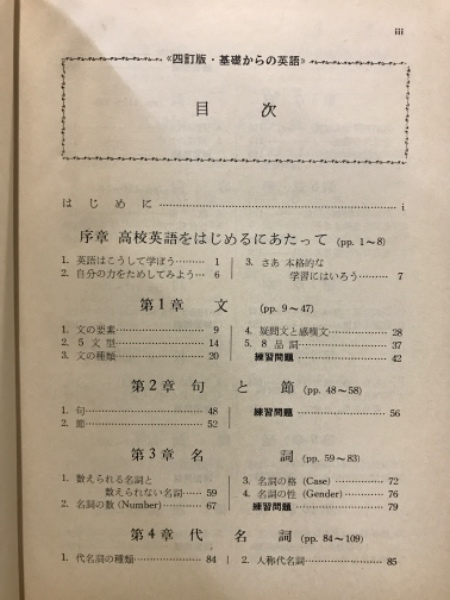 iii
≪四訂版・基礎からの英語≫
目 次
はじめに……………………………i
序章 高校英語をはじめるにあたって (pp. 1～8)
1. 英語はこうして学ぼう……… 1
2. 自分の力をためしてみよう… 6
3. さあ 本格的な
学習にはいろう……… 7
第1章 文 (pp. 9～47)
1. 文の要素……………… 9
2. 5 文 型……………… 14
3. 文の種類……………… 20
4. 疑問文と感嘆文……… 28
5. 8 品 詞……………… 37
練習問題……………… 42
第2章 句 と 節 (pp. 48～58)
1. 句……………………… 48
2. 節……………………… 52
練習問題……………… 56
第3章 名 詞 (pp. 59～83)
1. 数えられる名詞と
数えられない名詞…… 59
2. 名詞の数 (Number)…… 67
3. 名詞の格 (Case) ……… 72
4. 名詞の性 (Gender)…… 76
練習問題……………… 79
第4章 代 名 詞 (pp. 84～109)
1. 代名詞の種類………… 84
2. 人称代名詞…………… 85